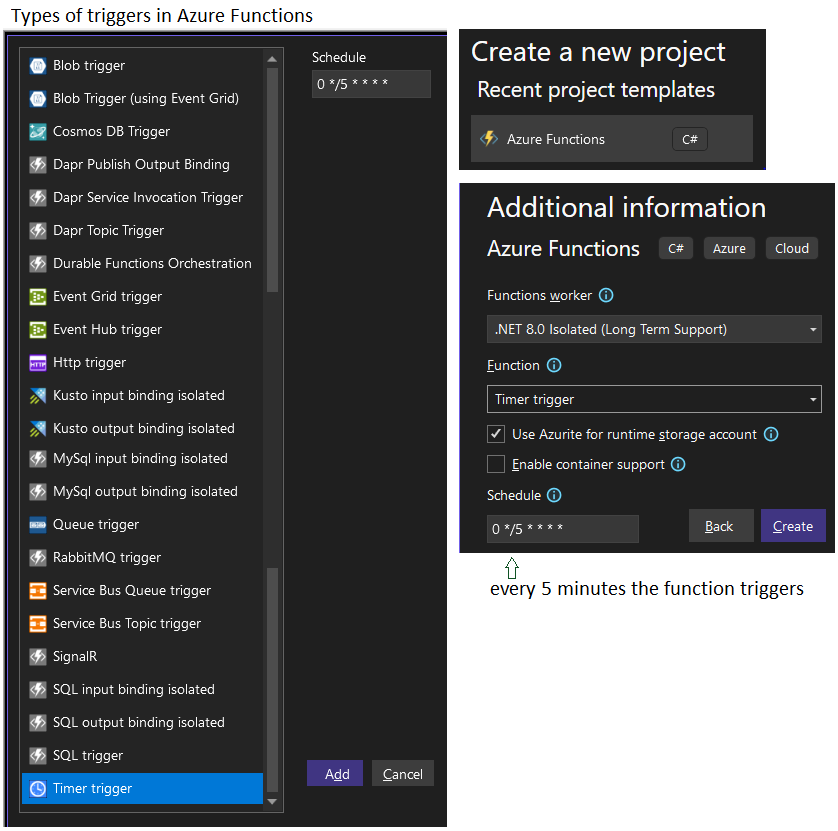 Types of triggers in Azure Functions
Blob trigger
Blob Trigger (using Event Grid)
Cosmos DB Trigger
Dapr Publish Output Binding
Dapr Service Invocation Trigger
Dapr Topic Trigger
Durable Functions Orchestration
Event Grid trigger
Event Hub trigger
HTTP
Http trigger
Kusto input binding isolated
Kusto output binding isolated
MySql input binding isolated
MySql output binding isolated
Queue trigger
RabbitMQ trigger
Service Bus Queue trigger
Service Bus Topic trigger
SignalR
SQL input binding isolated
SQL output binding isolated
SQL trigger
Timer trigger
Schedule
0 */5 * * * *
Add
Cancel
Create a new project
Recent project templates
Azure Functions C#
Additional information
Azure Functions C# Azure Cloud
Functions worker
.NET 8.0 Isolated (Long Term Support)
Function
Timer trigger
Use Azurite for runtime storage account
Enable container support
Schedule
0 */5 * * * *
Back
Create
every 5 minutes the function triggers